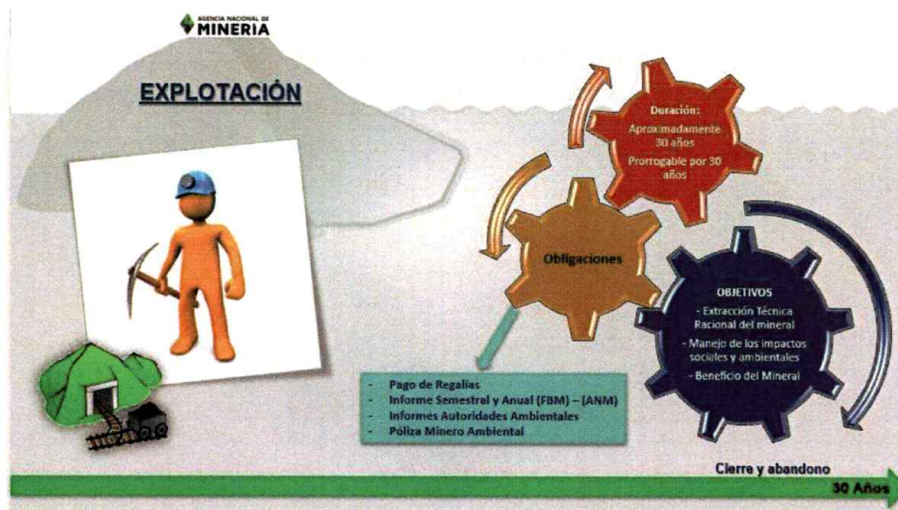 AGENCIA NACIONAL DE
MINERÍA
EXPLOTACIÓN
Duración:
Aproximadamente
30 años
Prorrogable por 30
años
Obligaciones
OBJETIVOS
- Extracción Técnica
Racional del mineral
- Manejo de los impactos
sociales y ambientales
- Beneficio del Mineral
- Pago de Regalías
- Informe Semestral y Anual (FBM) – (ANM)
- Informes Autoridades Ambientales
- Póliza Minero Ambiental
Cierre y abandono
30 Años